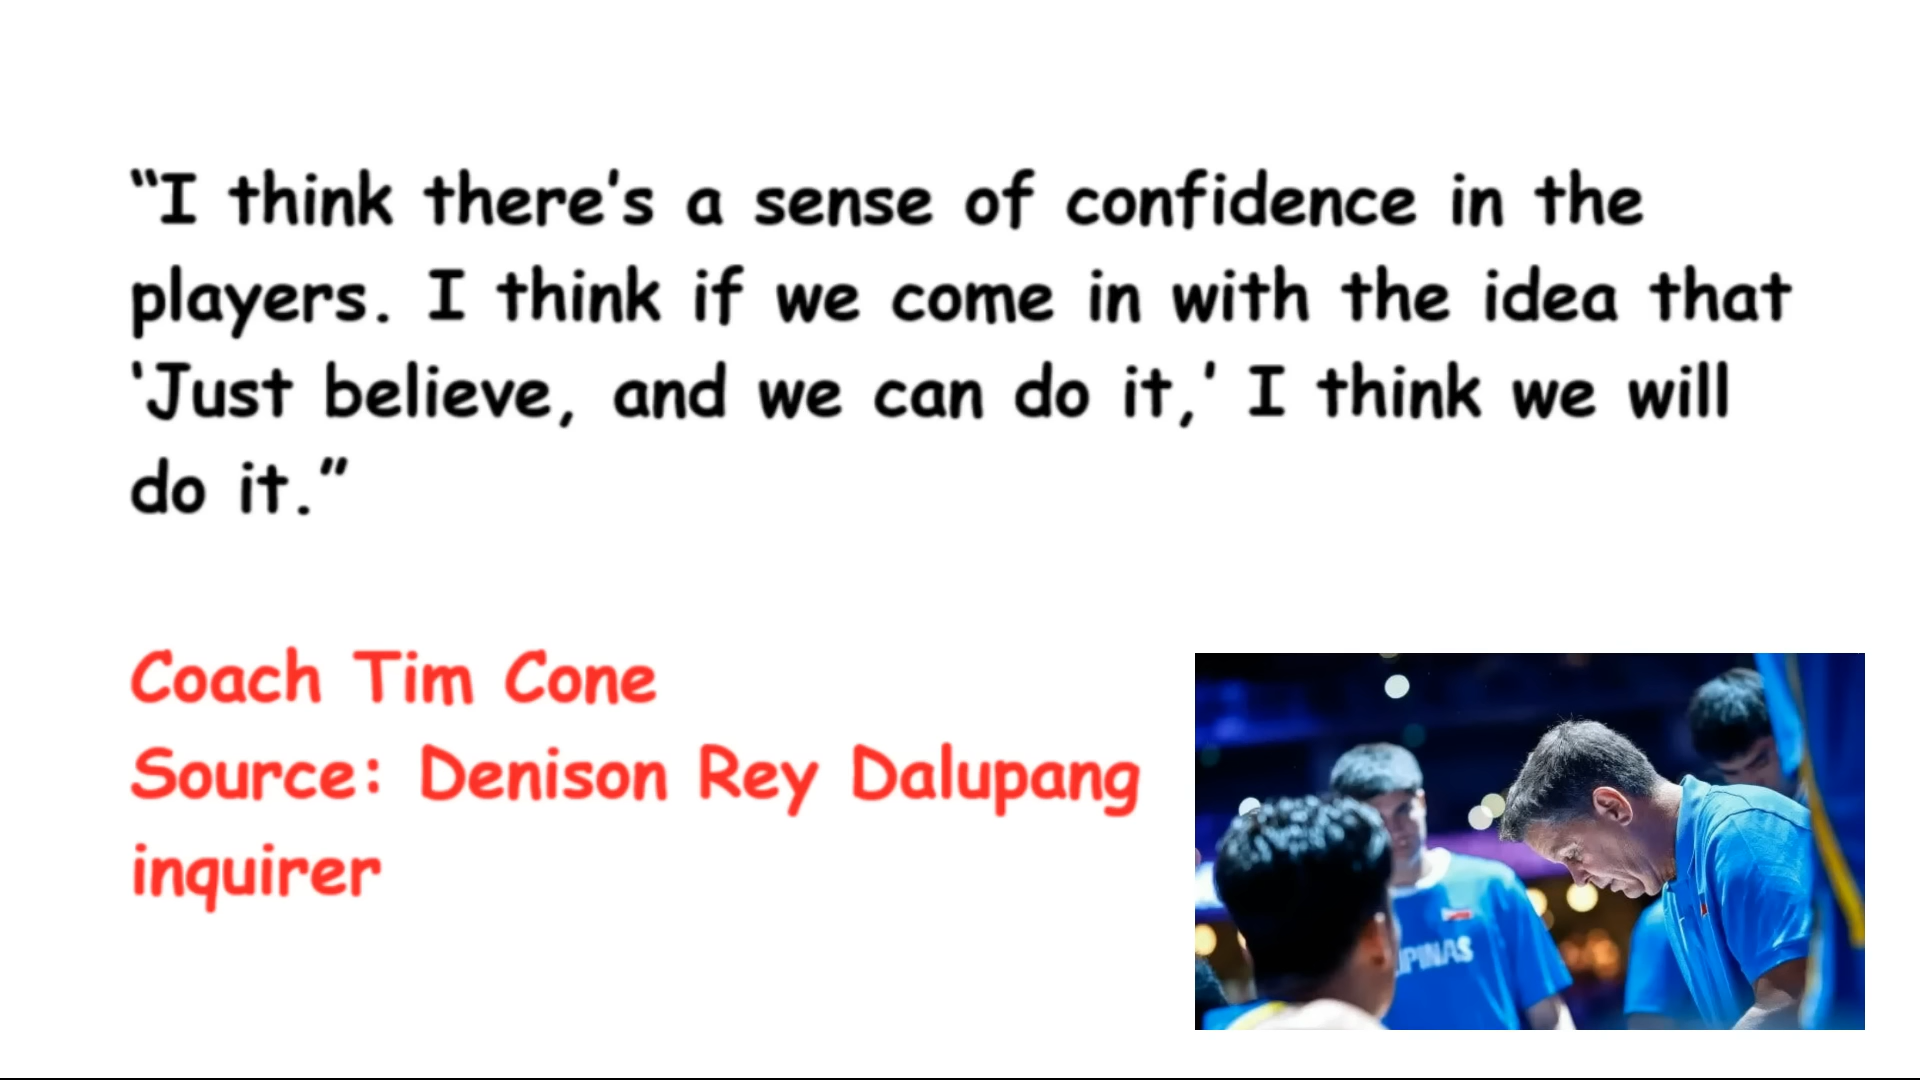 “I think there’s a sense of confidence in the
players. I think if we come in with the idea that
‘Just believe, and we can do it,’ I think we will
do it.”
Coach Tim Cone
Source: Denison Rey Dalupang
inquirer
PINAS